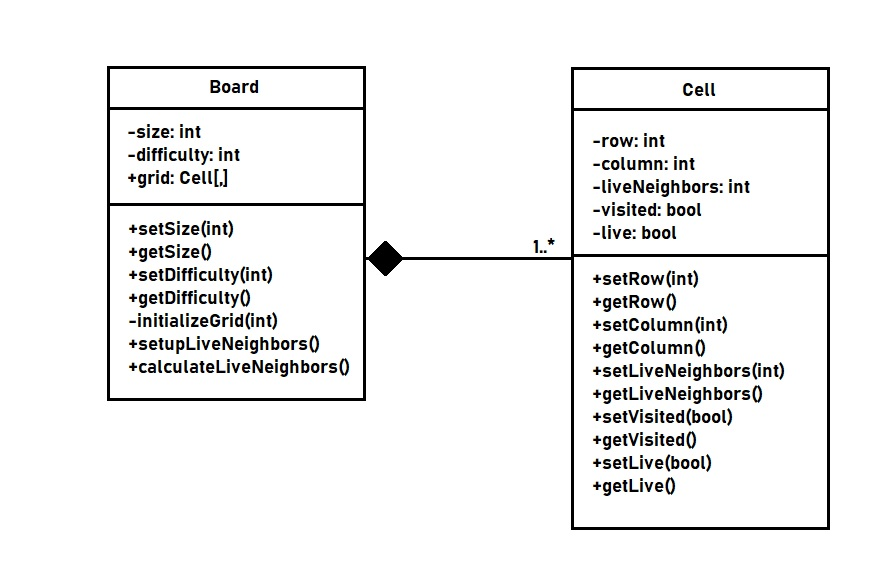 Board
-size: int
-difficulty: int
+grid: Cell[,]
+setSize(int)
+getSize()
+setDifficulty(int)
+getDifficulty()
-initializeGrid(int)
+setupLiveNeighbors()
+calculateLiveNeighbors()
1..*
Cell
-row: int
-column: int
-liveNeighbors: int
-visited: bool
-live: bool
+setRow(int)
+getRow()
+setColumn(int)
+getColumn()
+setLiveNeighbors(int)
+getLiveNeighbors()
+setVisited(bool)
+getVisited()
+setLive(bool)
+getLive()